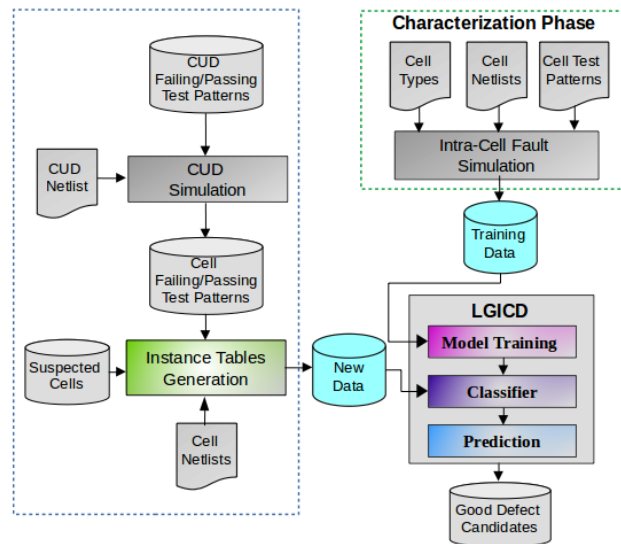 CUD
Failing/Passing
Test Patterns
CUD
Netlist
CUD
Simulation
Cell
Failing/Passing
Test Patterns
Suspected
Cells
Instance Tables
Generation
Cell
Netlists
New
Data
Characterization Phase
Cell
Types
Cell
Netlists
Cell Test
Patterns
Intra-Cell Fault
Simulation
Training
Data
LGICD
Model Training
Classifier
Prediction
Good Defect
Candidates